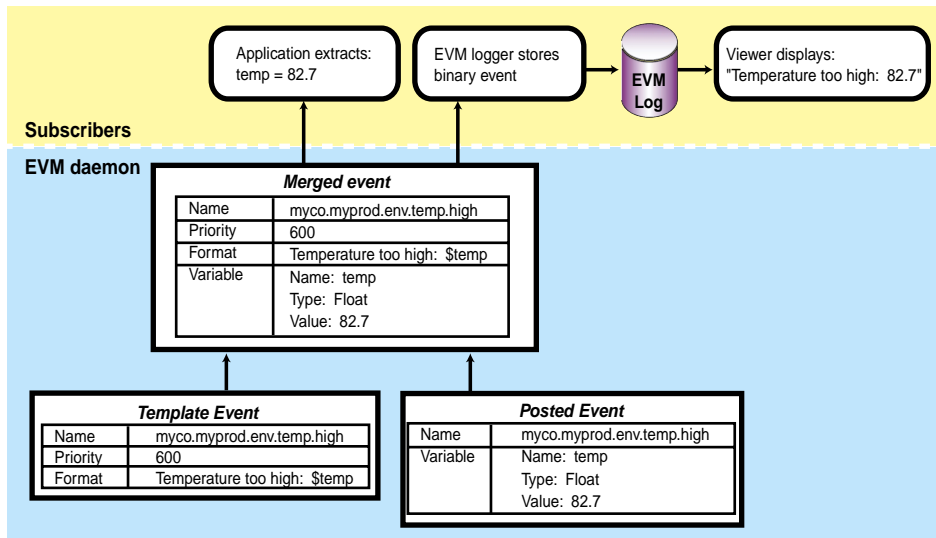 Application extracts:
temp = 82.7
EVM logger stores
binary event
EVM
Log
Viewer displays:
"Temperature too high: 82.7"
Subscribers
EVM daemon
Merged event
Name myco.myprod.env.temp.high
Priority 600
Format Temperature too high: $temp
Variable Name: temp
Type: Float
Value: 82.7
Template Event
Name myco.myprod.env.temp.high
Priority 600
Format Temperature too high: $temp
Posted Event
Name myco.myprod.env.temp.high
Variable Name: temp
Type: Float
Value: 82.7